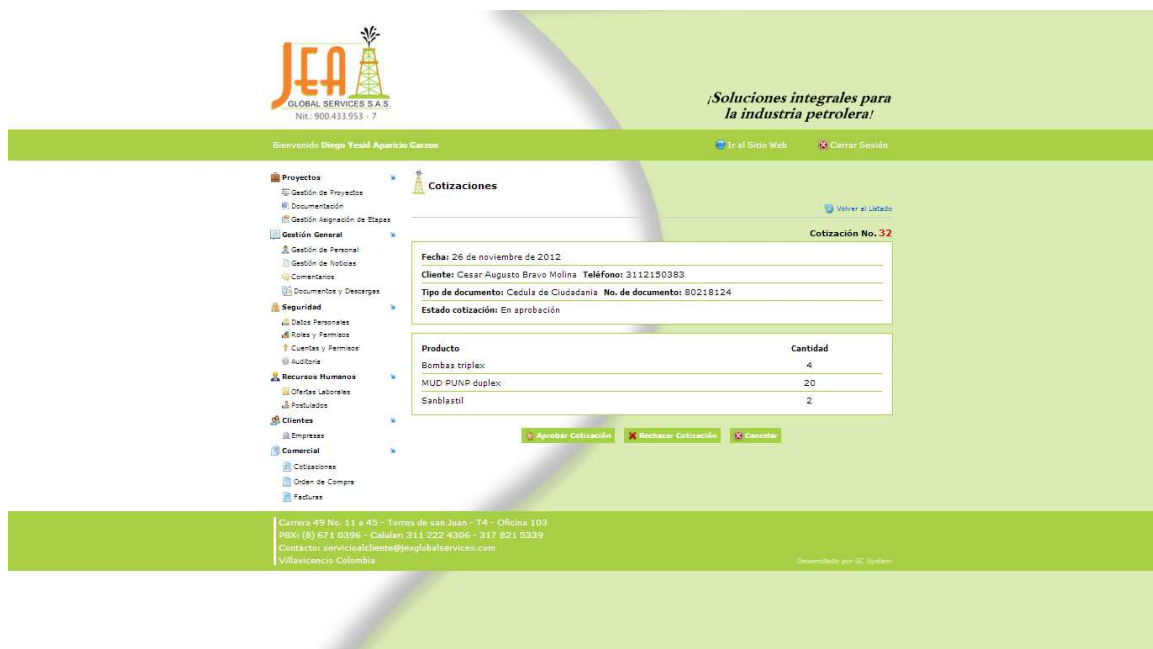 JEA
GLOBAL SERVICES S.A.S.
Nit.: 900.433.953 - 7
¡Soluciones integrales para
la industria petrolera!
Bienvenido Diego Yesid Aparicio Garzon
Ir al Sitio Web
Cerrar Sesión
Proyectos
Gestión de Proyectos
Documentación
Gestión Asignación de Etapas
Gestión General
Gestión de Personal
Gestión de Noticias
Comentarios
Documentos y Descargas
Seguridad
Datos Personales
Roles y Permisos
Cuentas y Permisos
Auditoria
Recursos Humanos
Ofertas Laborales
Postulados
Clientes
Empresas
Comercial
Cotizaciones
Orden de Compra
Facturas
Cotizaciones
Volver al Listado
Cotización No. 32
Fecha: 26 de noviembre de 2012
Cliente: Cesar Augusto Bravo Molina Teléfono: 3112150383
Tipo de documento: Cedula de Ciudadania No. de documento: 80218124
Estado cotización: En aprobación
Producto Cantidad
Bombas triplex 4
MUD PUNP duplex 20
Sanblastil 2
Aprobar Cotización Rechazar Cotización Cancelar
Carrera 49 No. 11 a 45 - Torres de san Juan - T4 - Oficina 103
PBX: (8) 671 0396 - Celular: 311 222 4306 - 317 821 5339
Contacto: servicioalcliente@jeaglobalservices.com
Villavicencio Colombia
Desarrollado por SC System